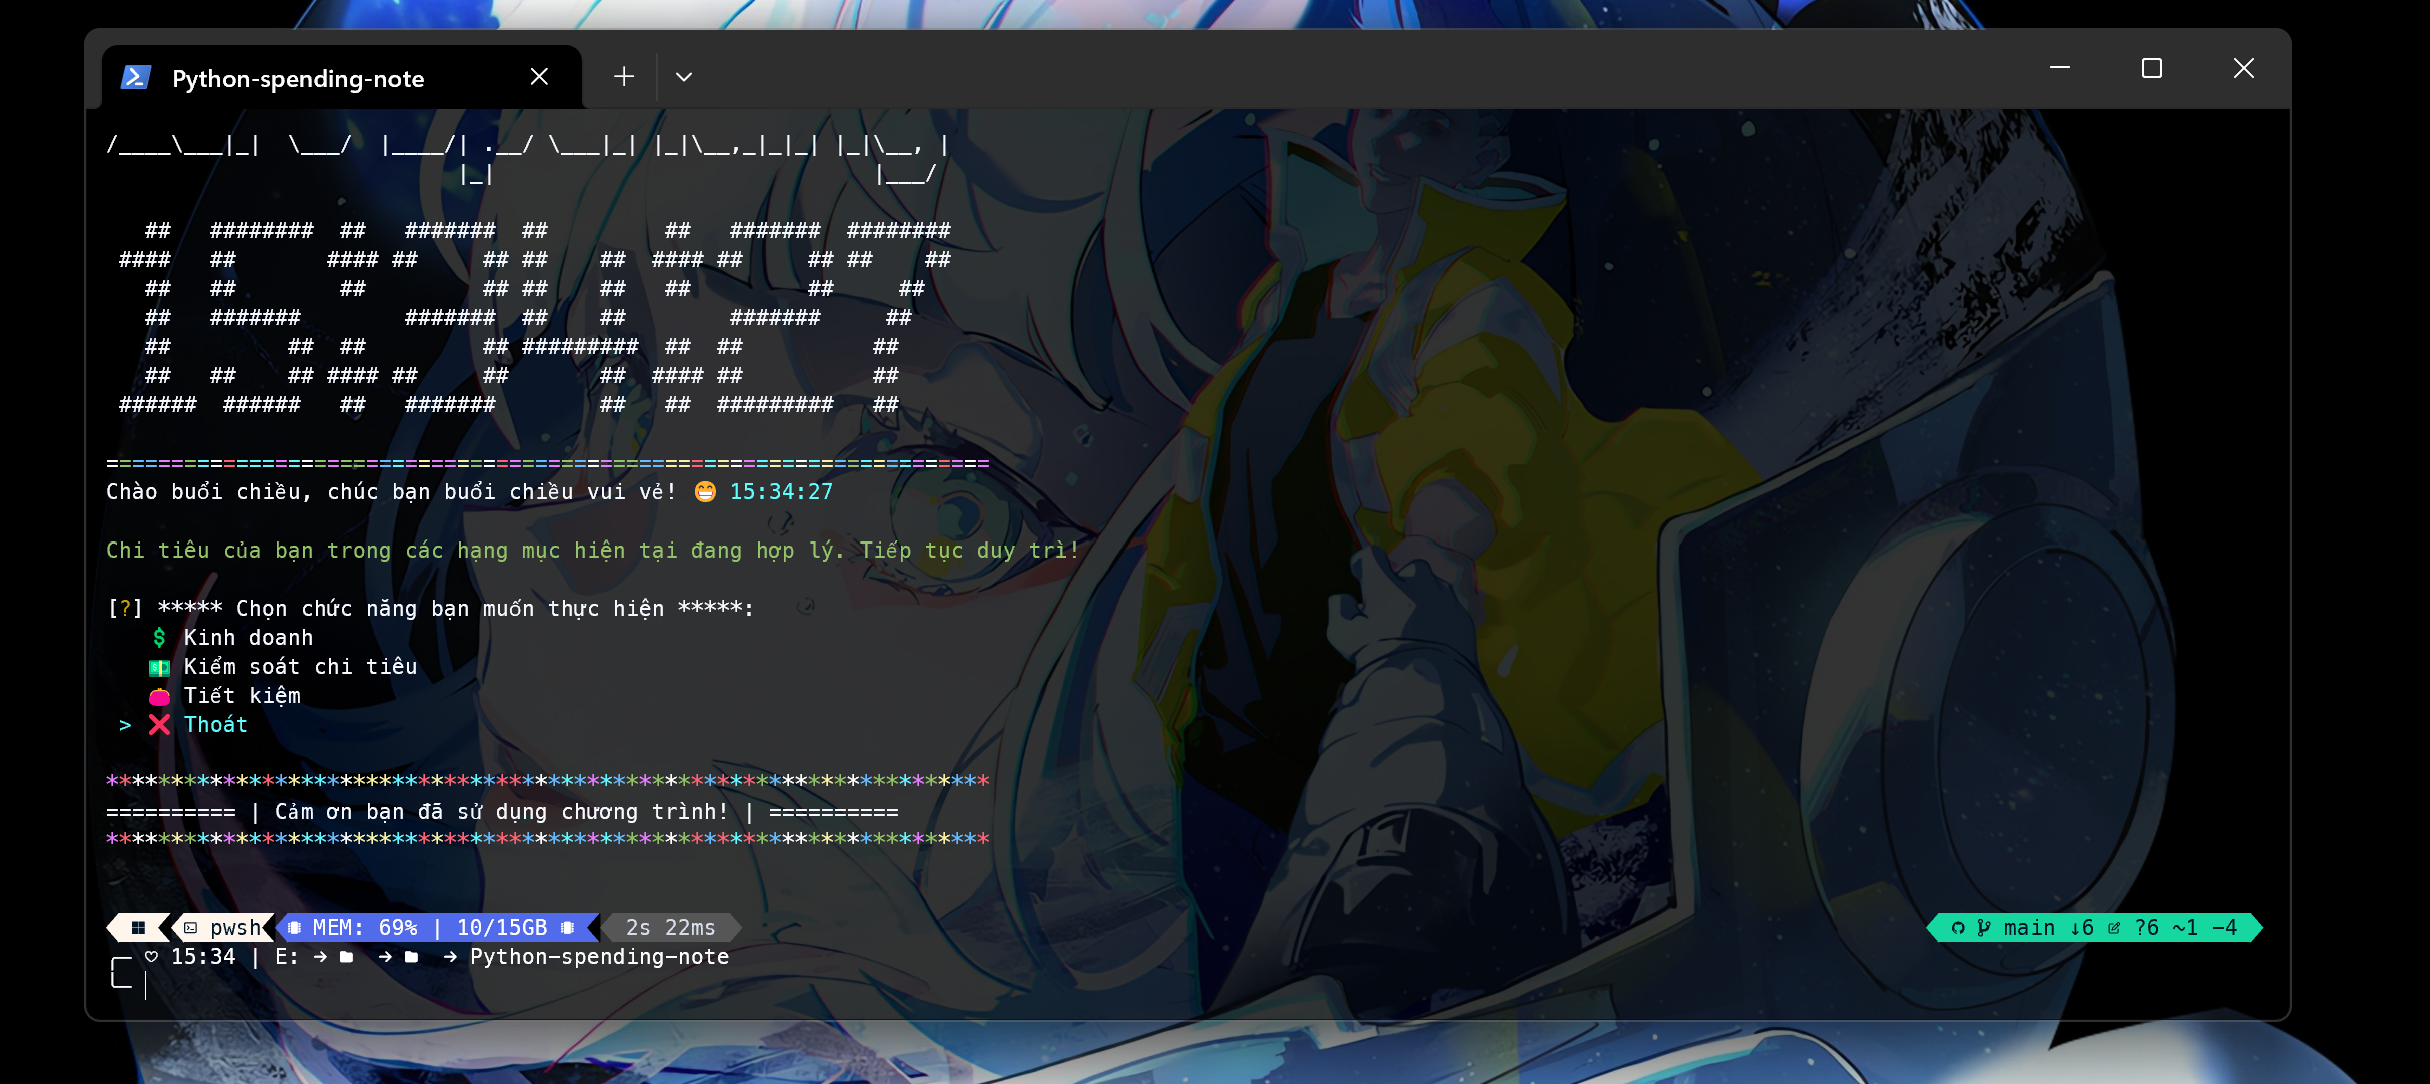 Python-spending-note
/____\___|_|  \___/  |____/| .__/ \___|_| |_|\__,_|_|_| |_|\__, |
                           |_|                             |___/
   ##   ########  ##   #######  ##         ##   #######  ########
 ####   ##       #### ##     ## ##    ##  #### ##     ## ##    ##
   ##   ##        ##         ## ##    ##   ##         ##     ##
   ##   #######        #######  ##    ##        #######     ##
   ##         ##  ##         ## #########  ##  ##          ##
   ##   ##    ## #### ##     ##       ##  #### ##          ##
 ######  ######   ##   #######        ##   ##  #########   ##
====================================================================
Chào buổi chiều, chúc bạn buổi chiều vui vẻ! 😁 15:34:27
Chi tiêu của bạn trong các hạng mục hiện tại đang hợp lý. Tiếp tục duy trì!
[?] ***** Chọn chức năng bạn muốn thực hiện *****:
💲 Kinh doanh
💵 Kiểm soát chi tiêu
👛 Tiết kiệm
> ❌ Thoát
********************************************************************
========== | Cảm ơn bạn đã sử dụng chương trình! | ==========
********************************************************************
pwsh MEM: 69% | 10/15GB 2s 22ms main ↓6 ?6 ~1 -4
♡ 15:34 | E: → → → Python-spending-note